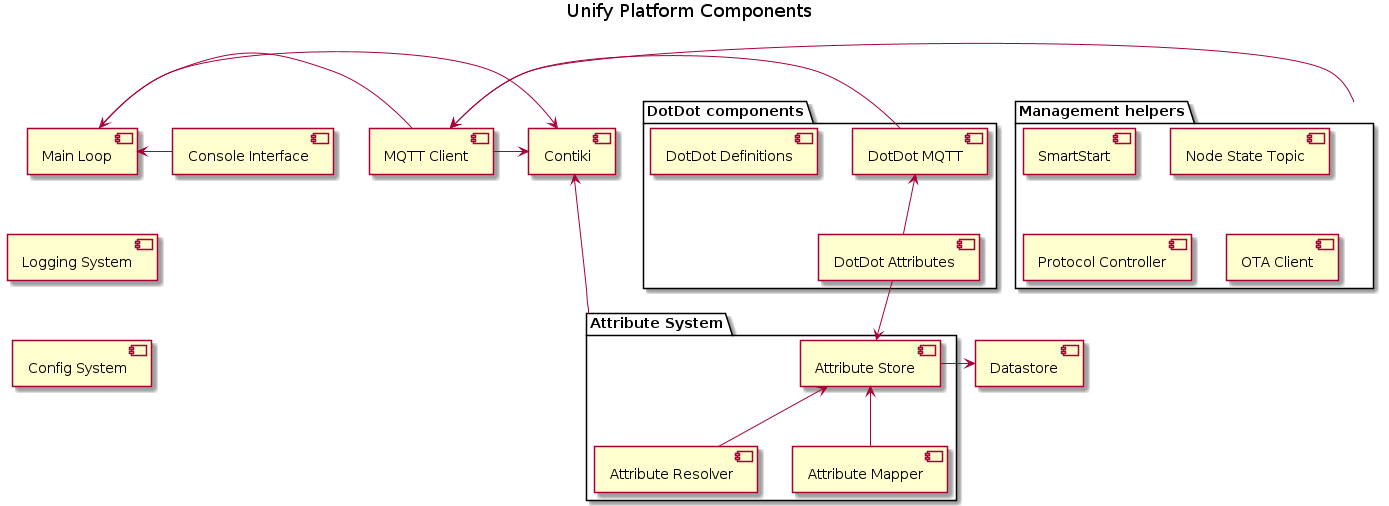 Unify Platform Components
DotDot components
Management helpers
Main Loop
Console Interface
MQTT Client
Contiki
DotDot Definitions
DotDot MQTT
SmartStart
Node State Topic
Logging System
DotDot Attributes
Protocol Controller
OTA Client
Attribute System
Config System
Attribute Store
Datastore
Attribute Resolver
Attribute Mapper